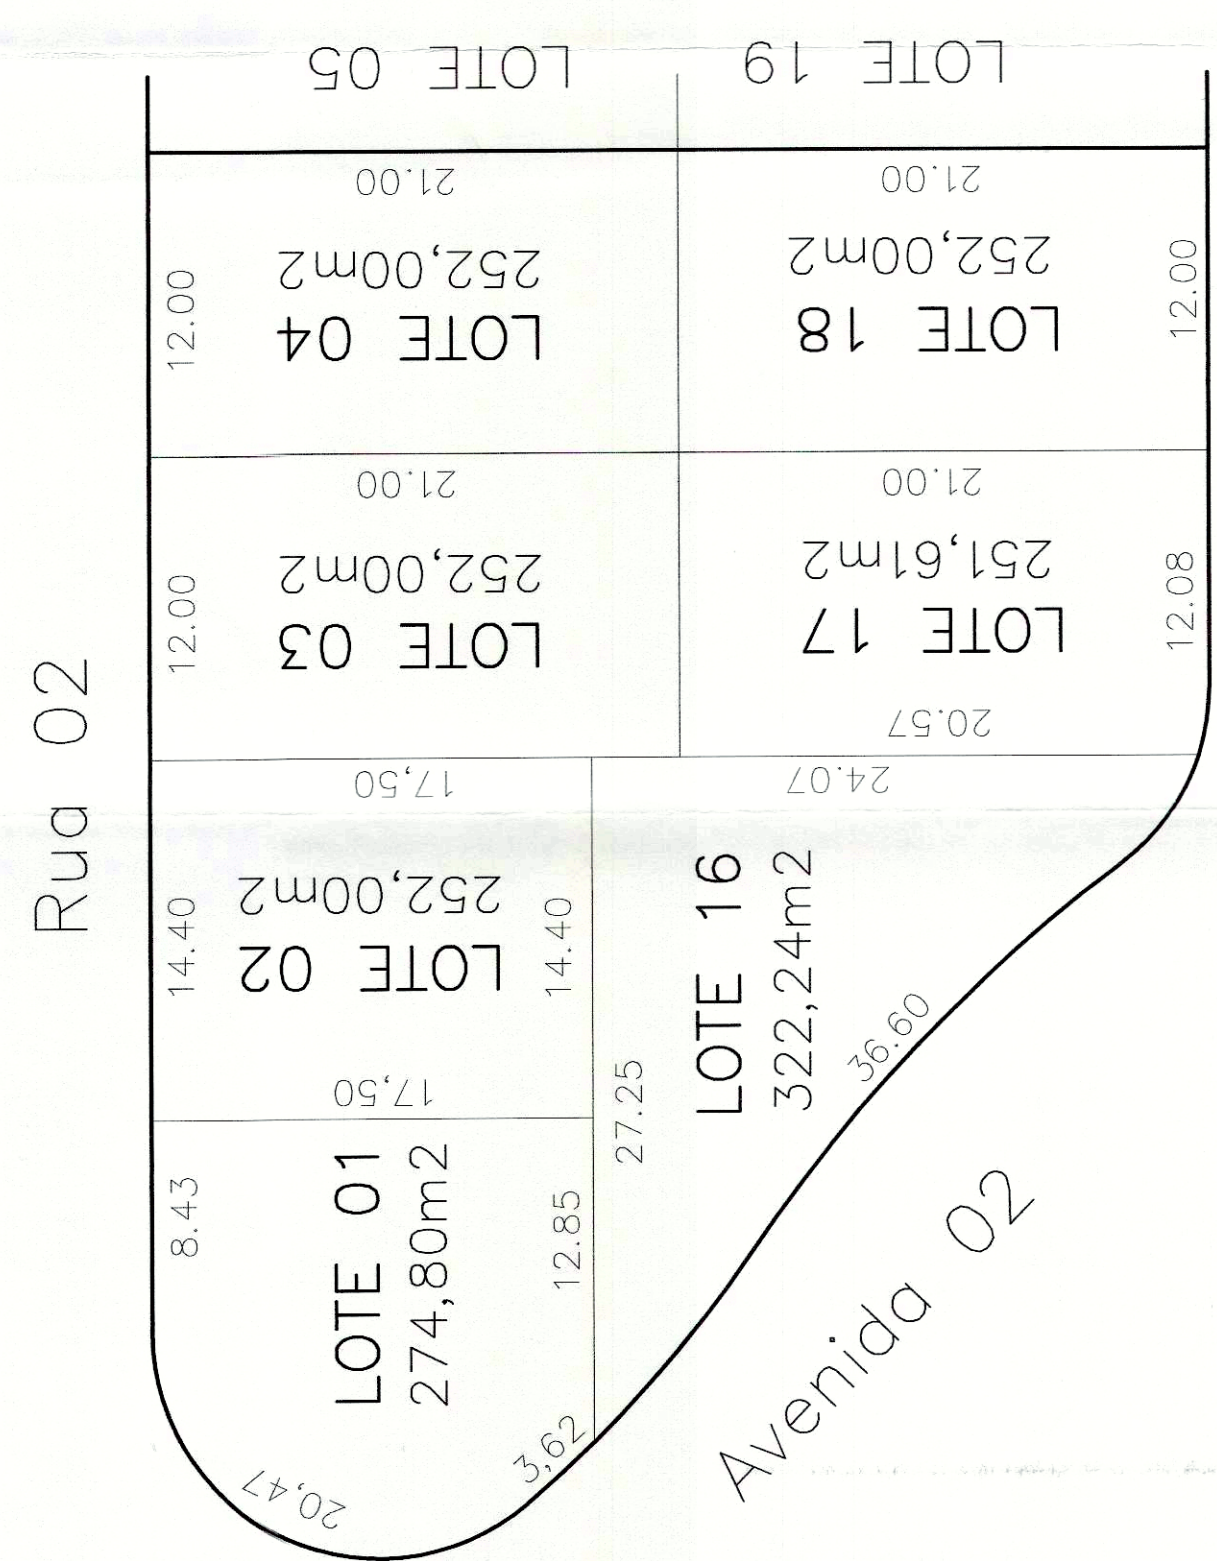 LOTE 05
LOTE 19
21.00
252,00m2
LOTE 04
12.00
21.00
252,00m2
LOTE 18
12.00
21.00
252,00m2
LOTE 03
12.00
21.00
251,61m2
LOTE 17
12.08
20.57
Rua 02
17,50
252,00m2
LOTE 02
14.40
14.40
17,50
24.07
LOTE 16
322,24m2
27.25
36.60
8.43
LOTE 01
274,80m2
12.85
3,62
20,47
Avenida 02